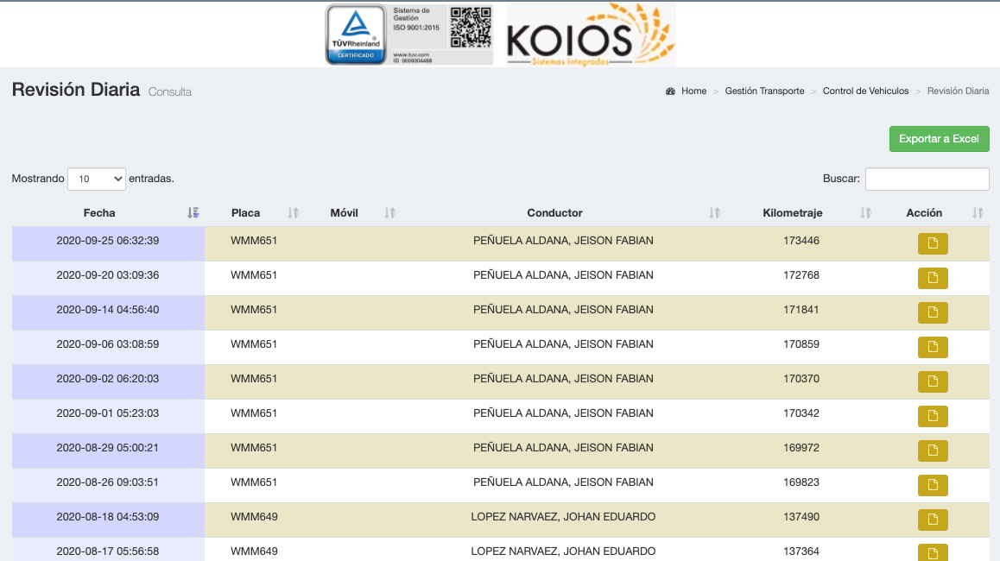 TÜVRheinland
CERTIFICADO
Sistema de
Gestión
ISO 9001:2015
www.tuv.com
ID 9000004488
KOIOS
Sistemas Integrados
Revisión Diaria Consulta
Home > Gestión Transporte > Control de Vehiculos > Revisión Diaria
Exportar a Excel
Mostrando 10 entradas.
Buscar:
Fecha Placa Móvil Conductor Kilometraje Acción
2020-09-25 06:32:39 WMM651 PEÑUELA ALDANA, JEISON FABIAN 173446
2020-09-20 03:09:36 WMM651 PEÑUELA ALDANA, JEISON FABIAN 172768
2020-09-14 04:56:40 WMM651 PEÑUELA ALDANA, JEISON FABIAN 171841
2020-09-06 03:08:59 WMM651 PEÑUELA ALDANA, JEISON FABIAN 170859
2020-09-02 06:20:03 WMM651 PEÑUELA ALDANA, JEISON FABIAN 170370
2020-09-01 05:23:03 WMM651 PEÑUELA ALDANA, JEISON FABIAN 170342
2020-08-29 05:00:21 WMM651 PEÑUELA ALDANA, JEISON FABIAN 169972
2020-08-26 09:03:51 WMM651 PEÑUELA ALDANA, JEISON FABIAN 169823
2020-08-18 04:53:09 WMM649 LOPEZ NARVAEZ, JOHAN EDUARDO 137490
2020-08-17 05:56:58 WMM649 LOPEZ NARVAEZ, JOHAN EDUARDO 137364